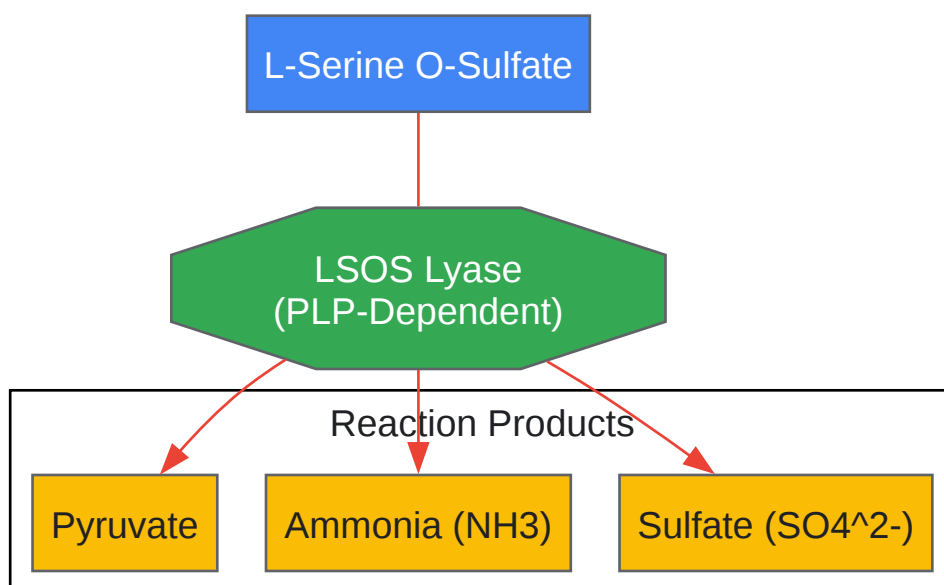 L-Serine O-Sulfate
LSOS Lyase
(PLP-Dependent)
Reaction Products
Pyruvate
Ammonia (NH3)
Sulfate (SO4^2-)